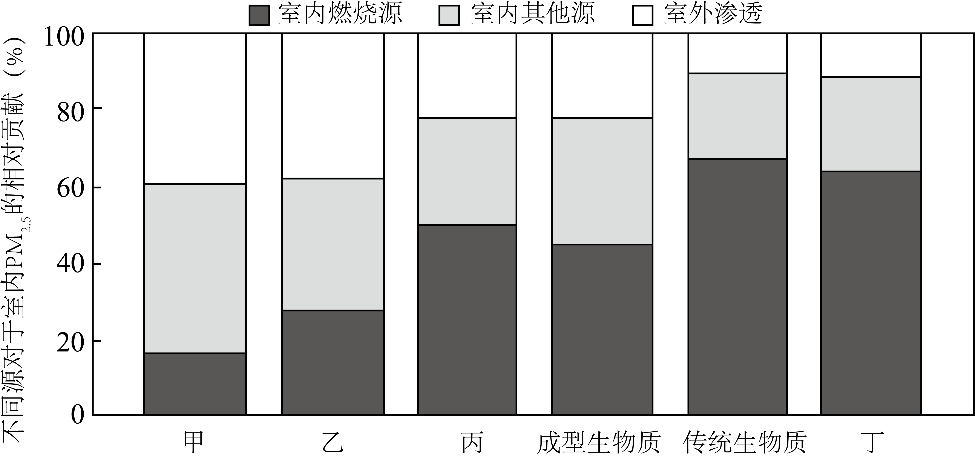 室内燃烧源 室内其他源 室外渗透
不同源对于室内PM2.5的相对贡献（%）
100
80
60
40
20
0
甲 乙 丙 成型生物质 传统生物质 丁